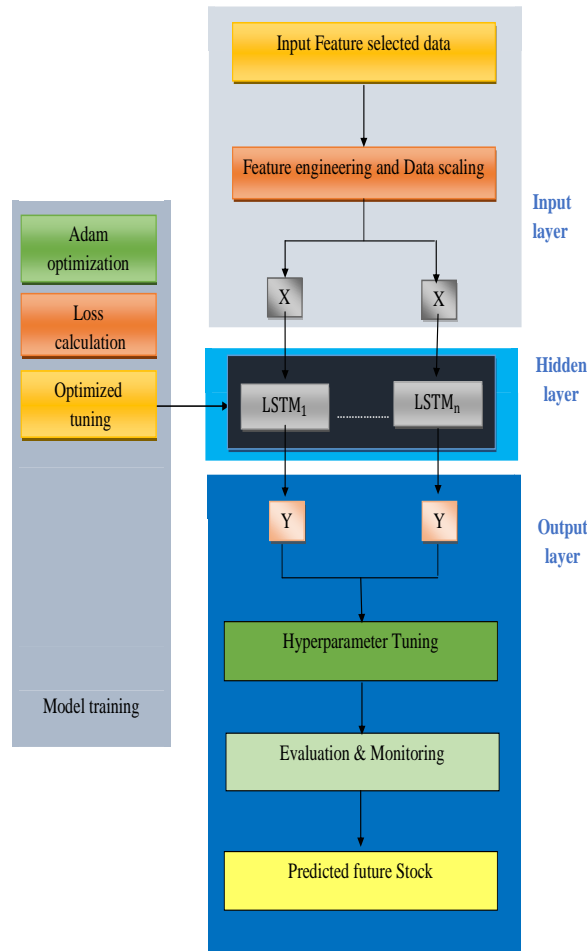 Input Feature selected data
Feature engineering and Data scaling
Input
layer
X
X
Adam
optimization
Loss
calculation
Optimized
tuning
Model training
Hidden
layer
LSTM₁
....................
LSTMₙ
Output
layer
Y
Y
Hyperparameter Tuning
Evaluation & Monitoring
Predicted future Stock